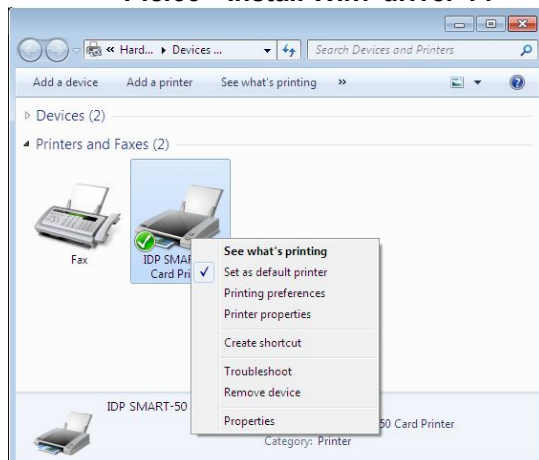 « Hard... ▸ Devices ... Search Devices and Printers
Add a device Add a printer See what's printing »
Devices (2)
Printers and Faxes (2)
Fax
IDP SMA
Card Pri
See what's printing
Set as default printer
Printing preferences
Printer properties
Create shortcut
Troubleshoot
Remove device
Properties
IDP SMART-50
50 Card Printer
Category: Printer